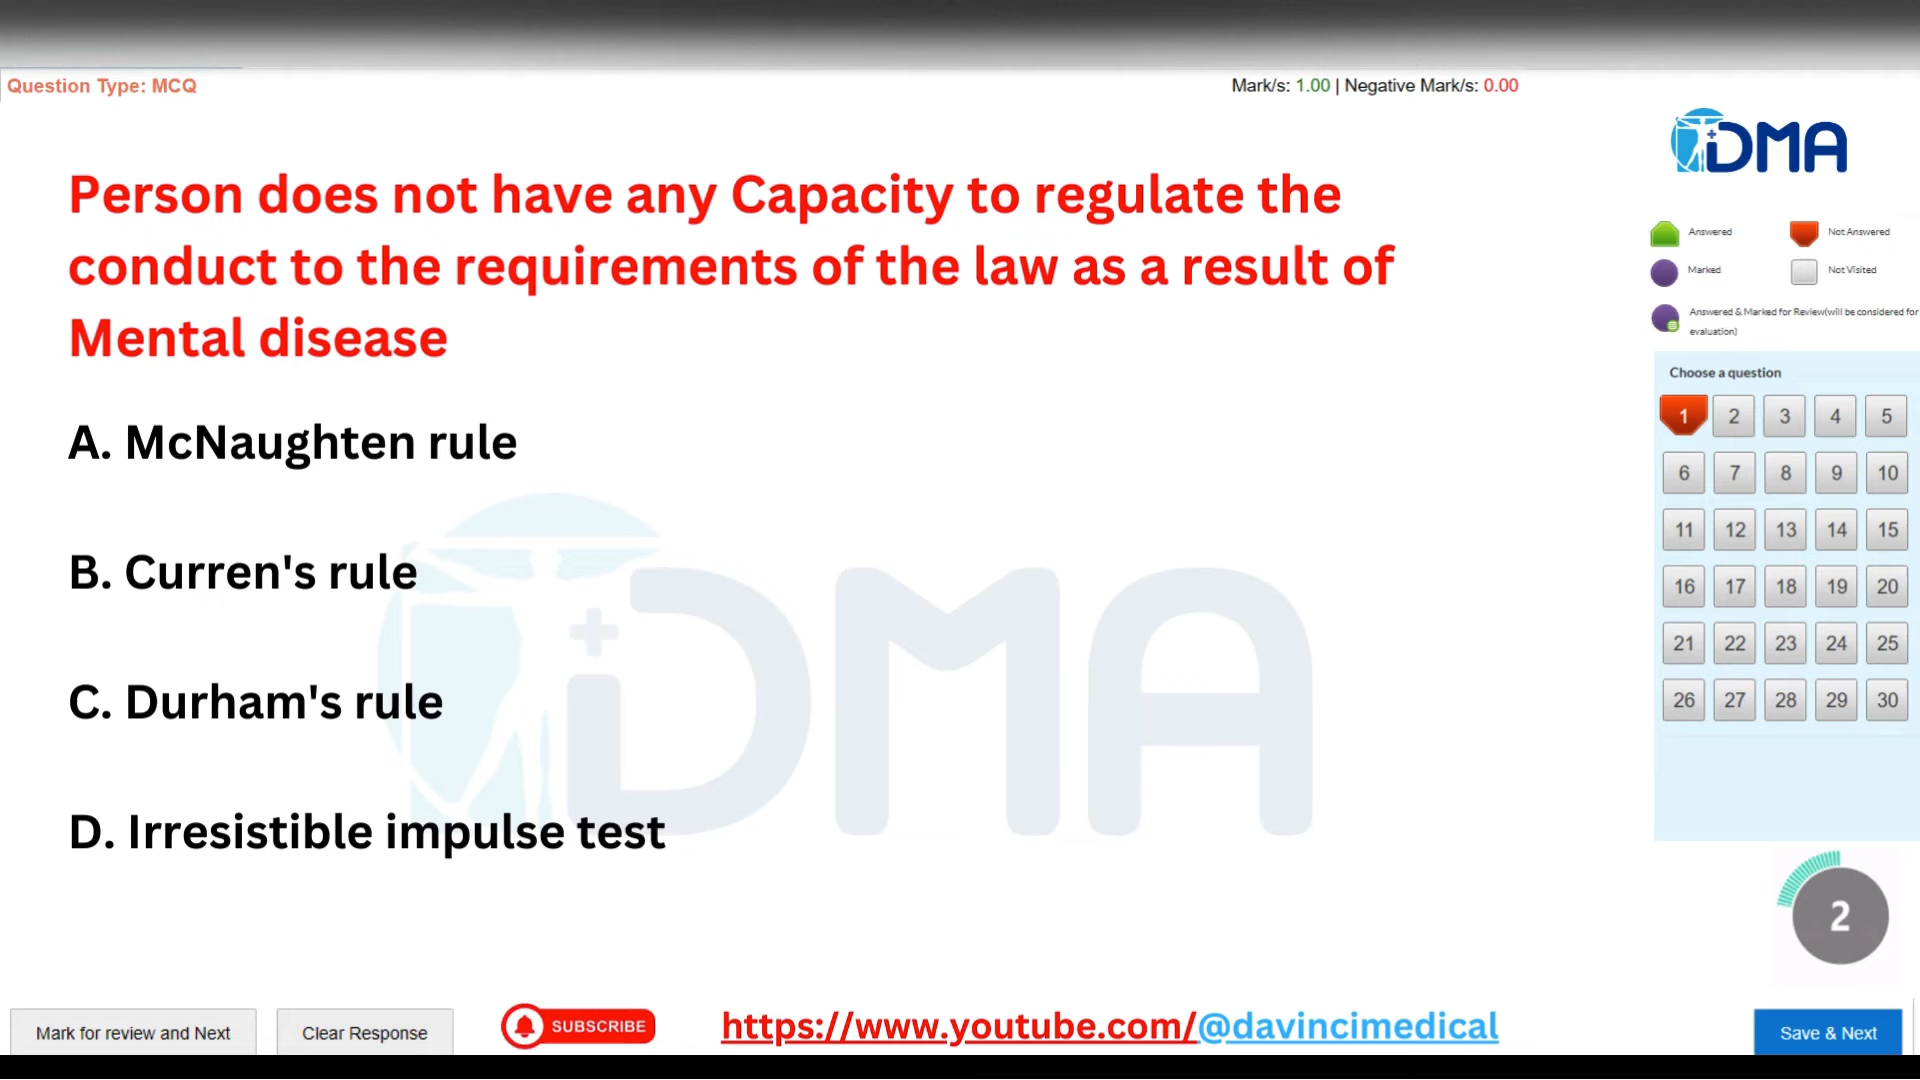 Question Type: MCQ
Mark/s: 1.00 | Negative Mark/s: 0.00
DMA
Person does not have any Capacity to regulate the
conduct to the requirements of the law as a result of
Mental disease
A. McNaughten rule
B. Curren's rule
C. Durham's rule
D. Irresistible impulse test
DMA
Answered
Not Answered
Marked
Not Visited
Answered & Marked for Review(will be considered for
evaluation)
Choose a question
1 2 3 4 5
6 7 8 9 10
11 12 13 14 15
16 17 18 19 20
21 22 23 24 25
26 27 28 29 30
2
Mark for review and Next
Clear Response
SUBSCRIBE
https://www.youtube.com/@davincimedical
Save & Next